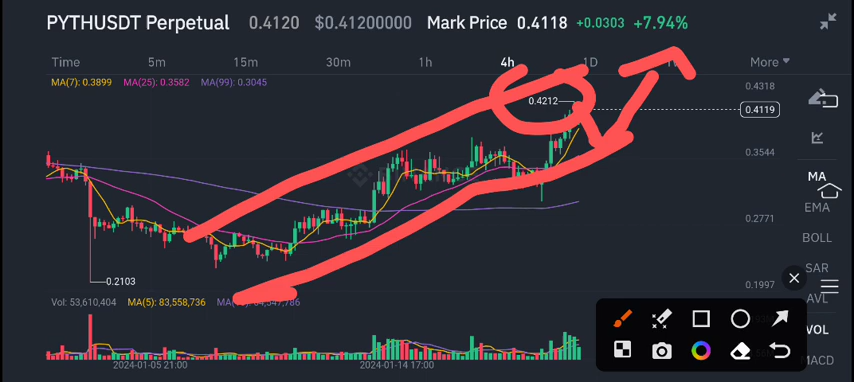 PYTHUSDT Perpetual 0.4120 $0.41200000 Mark Price 0.4118 +0.0303 +7.94%
Time 5m 15m 30m 1h 4h 1D More
MA(7): 0.3899 MA(25): 0.3582 MA(99): 0.3045
0.4318
0.4212
0.4119
0.3544
MA
EMA
0.2771
BOLL
SAR
0.2103
0.1997
AVL
Vol: 53,610,404 MA(5): 83,558,736
VOL
MACD
2024-01-05 21:00 2024-01-14 17:00